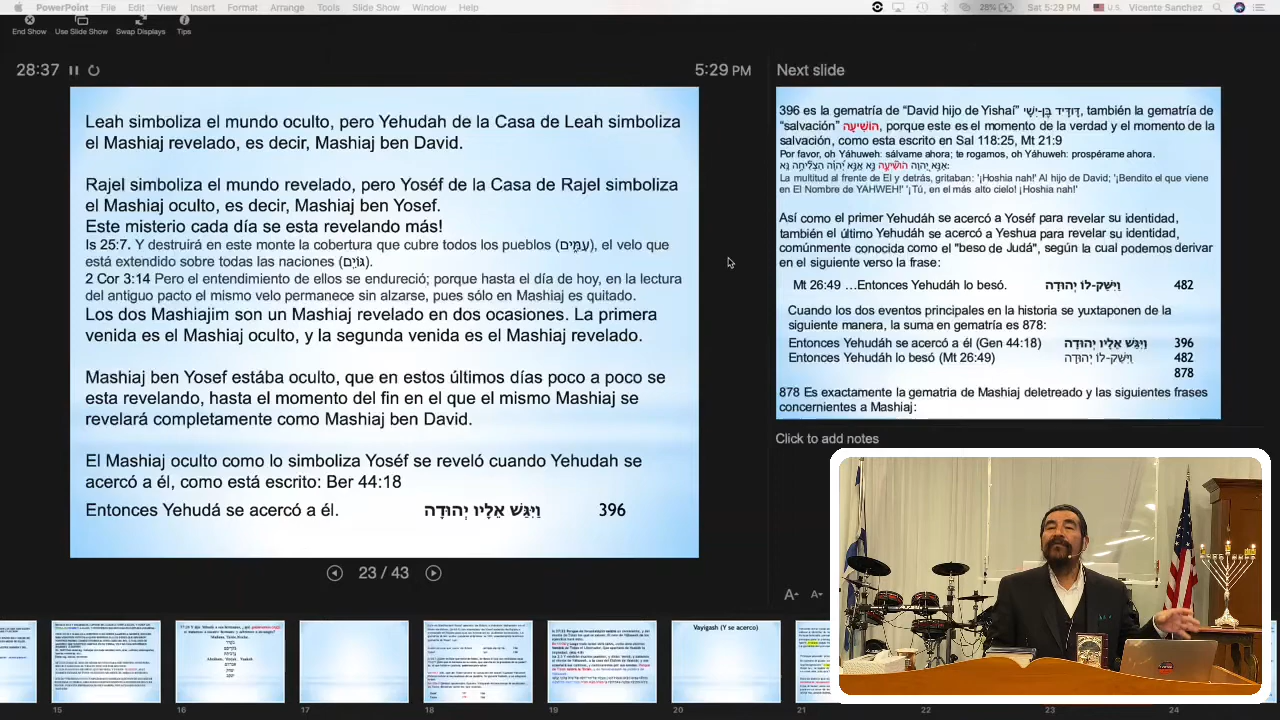 PowerPoint File Edit View Insert Format Arrange Tools Slide Show Window Help 28% U.S. Sat 5:29 PM Vicente Sanchez
End Show Use Slide Show Swap Displays Tips
28:37 5:29 PM
Leah simboliza el mundo oculto, pero Yehudah de la Casa de Leah simboliza
el Mashiaj revelado, es decir, Mashiaj ben David.
Rajel simboliza el mundo revelado, pero Yoséf de la Casa de Rajel simboliza
el Mashiaj oculto, es decir, Mashiaj ben Yosef.
Este misterio cada día se esta revelando más!
Is 25:7. Y destruirá en este monte la cobertura que cubre todos los pueblos (עַמִּים), el velo que
está extendido sobre todas las naciones (גּוֹיִם).
2 Cor 3:14 Pero el entendimiento de ellos se endureció; porque hasta el día de hoy, en la lectura
del antiguo pacto el mismo velo permanece sin alzarse, pues sólo en Mashiaj es quitado.
Los dos Mashiajim son un Mashiaj revelado en dos ocasiones. La primera
venida es el Mashiaj oculto, y la segunda venida es el Mashiaj revelado.
Mashiaj ben Yosef estába oculto, que en estos últimos días poco a poco se
esta revelando, hasta el momento del fin en el que el mismo Mashiaj se
revelará completamente como Mashiaj ben David.
El Mashiaj oculto como lo simboliza Yoséf se reveló cuando Yehudah se
acercó a él, como está escrito: Ber 44:18
Entonces Yehudá se acercó a él. וַיִּגַּשׁ אֵלָיו יְהוּדָה 396
23 / 43
Next slide
396 es la gematría de “David hijo de Yishaí” דָּוִיד בֶּן-יִשַׁי, también la gematría de
“salvación” הוֹשִׁיעָה, porque este es el momento de la verdad y el momento de la
salvación, como esta escrito en Sal 118:25, Mt 21:9
Por favor, oh Yáhuweh: sálvame ahora; te rogamos, oh Yahuweh: prospérame ahora.
אָנָּא יְהוָה הוֹשִׁיעָה נָּא אָנָּא יְהוָה הַצְלִיחָה נָּא:
La multitud al frente de El y detrás, gritaban: '¡Hoshia nah!' Al hijo de David; '¡Bendito el que viene
en El Nombre de YAHWEH!' '¡Tú, en el más alto cielo! ¡Hoshia nah!'
Así como el primer Yehudáh se acercó a Yoséf para revelar su identidad,
también el último Yehudáh se acercó a Yeshua para revelar su identidad,
comúnmente conocida como el "beso de Judá", según la cual podemos derivar
en el siguiente verso la frase:
Mt 26:49 …Entonces Yehudáh lo besó. וַיִּשַּׁק-לוֹ יְהוּדָה 482
Cuando los dos eventos principales en la historia se yuxtaponen de la
siguiente manera, la suma en gematría es 878:
Entonces Yehudáh se acercó a él (Gen 44:18) וַיִּגַּשׁ אֵלָיו יְהוּדָה 396
Entonces Yehudáh lo besó (Mt 26:49) וַיִּשַּׁק-לוֹ יְהוּדָה 482
878
878 Es exactamente la gematria de Mashiaj deletreado y las siguientes frases
concernientes a Mashiaj:
Click to add notes
Vayigash (Y se acerco)
15 16 17 18 19 20 21 22 23 24